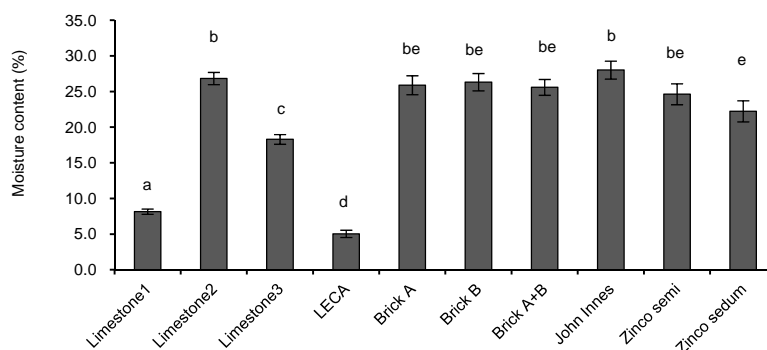 Moisture content (%)
35.0
30.0
25.0
20.0
15.0
10.0
5.0
0.0
a
b
c
d
be
be
be
b
be
e
Limestone1
Limestone2
Limestone3
LECA
Brick A
Brick B
Brick A+B
John Innes
Zinco semi
Zinco sedum